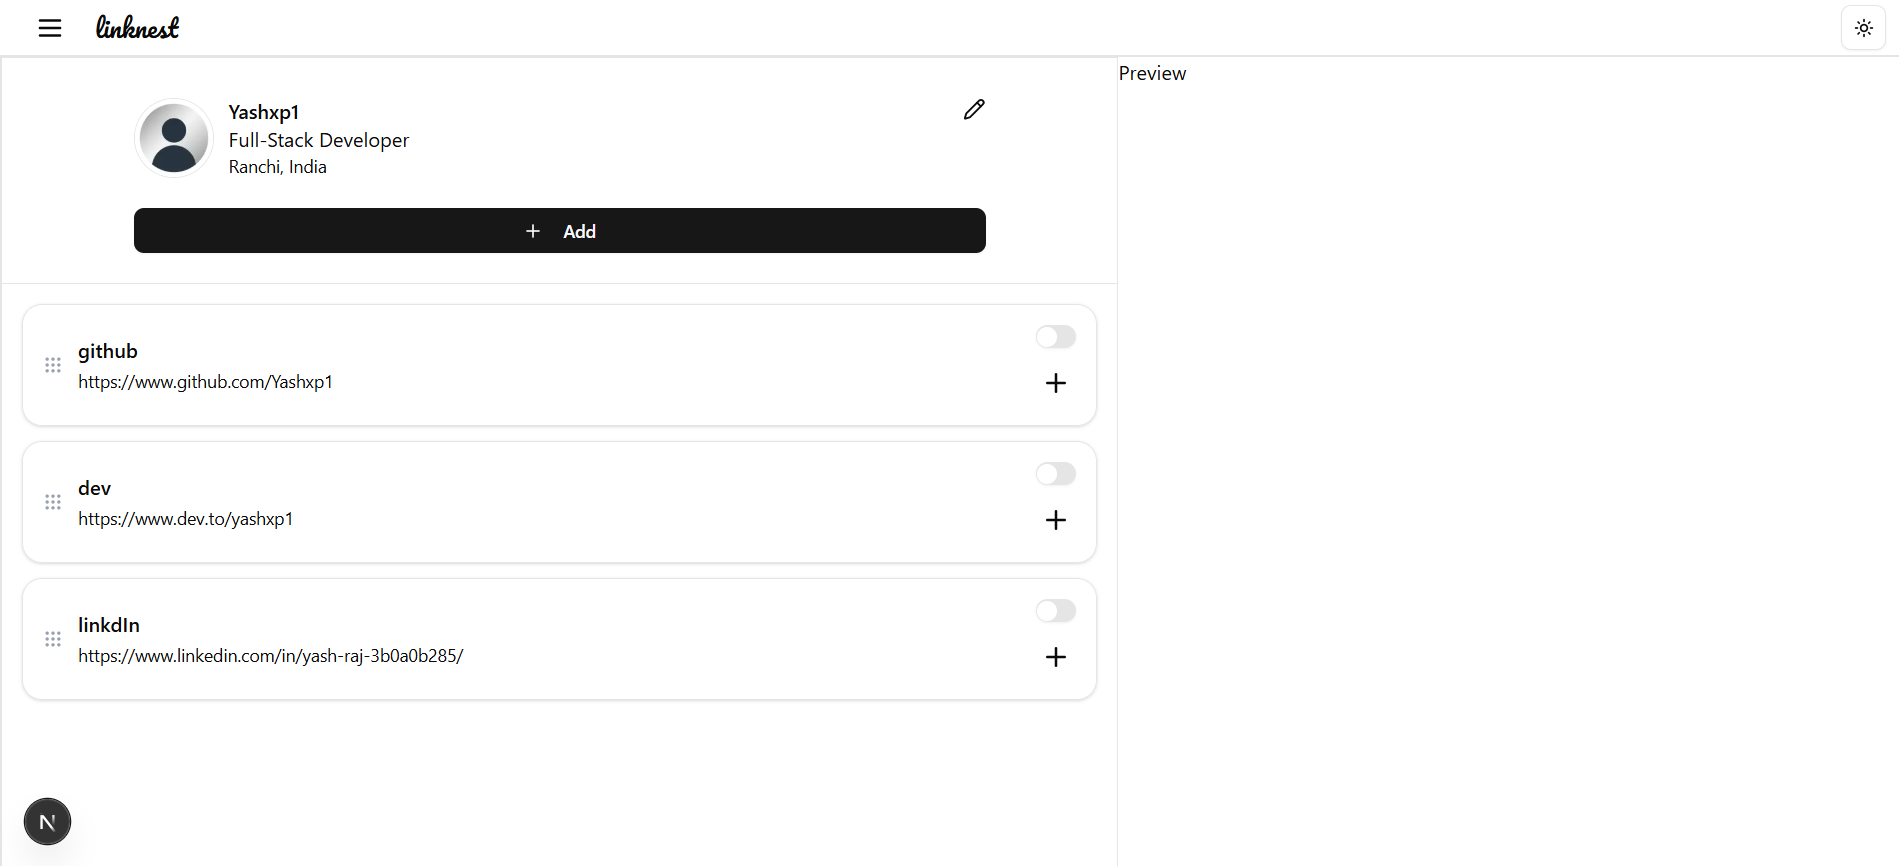 linknest
Yashxp1
Full-Stack Developer
Ranchi, India
+ Add
github
https://www.github.com/Yashxp1
dev
https://www.dev.to/yashxp1
linkdIn
https://www.linkedin.com/in/yash-raj-3b0a0b285/
N
Preview